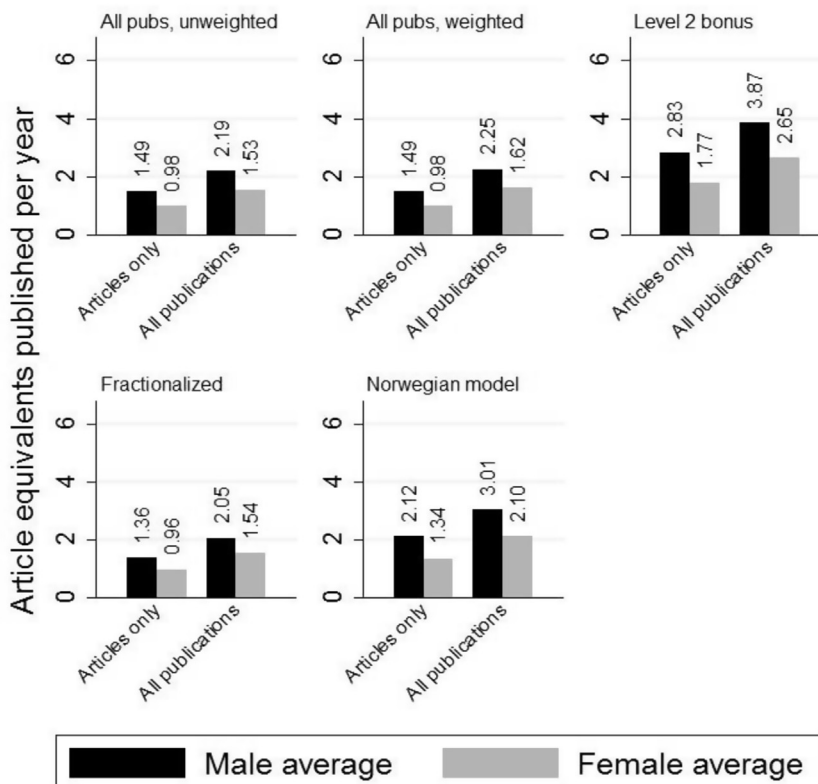 Article equivalents published per year
All pubs, unweighted
6
4
2
0
1.49
0.98
2.19
1.53
Articles only
All publications
All pubs, weighted
6
4
2
0
1.49
0.98
2.25
1.62
Articles only
All publications
Level 2 bonus
6
4
2
0
2.83
1.77
3.87
2.65
Articles only
All publications
Fractionalized
6
4
2
0
1.36
0.96
2.05
1.54
Articles only
All publications
Norwegian model
6
4
2
0
2.12
1.34
3.01
2.10
Articles only
All publications
Male average
Female average